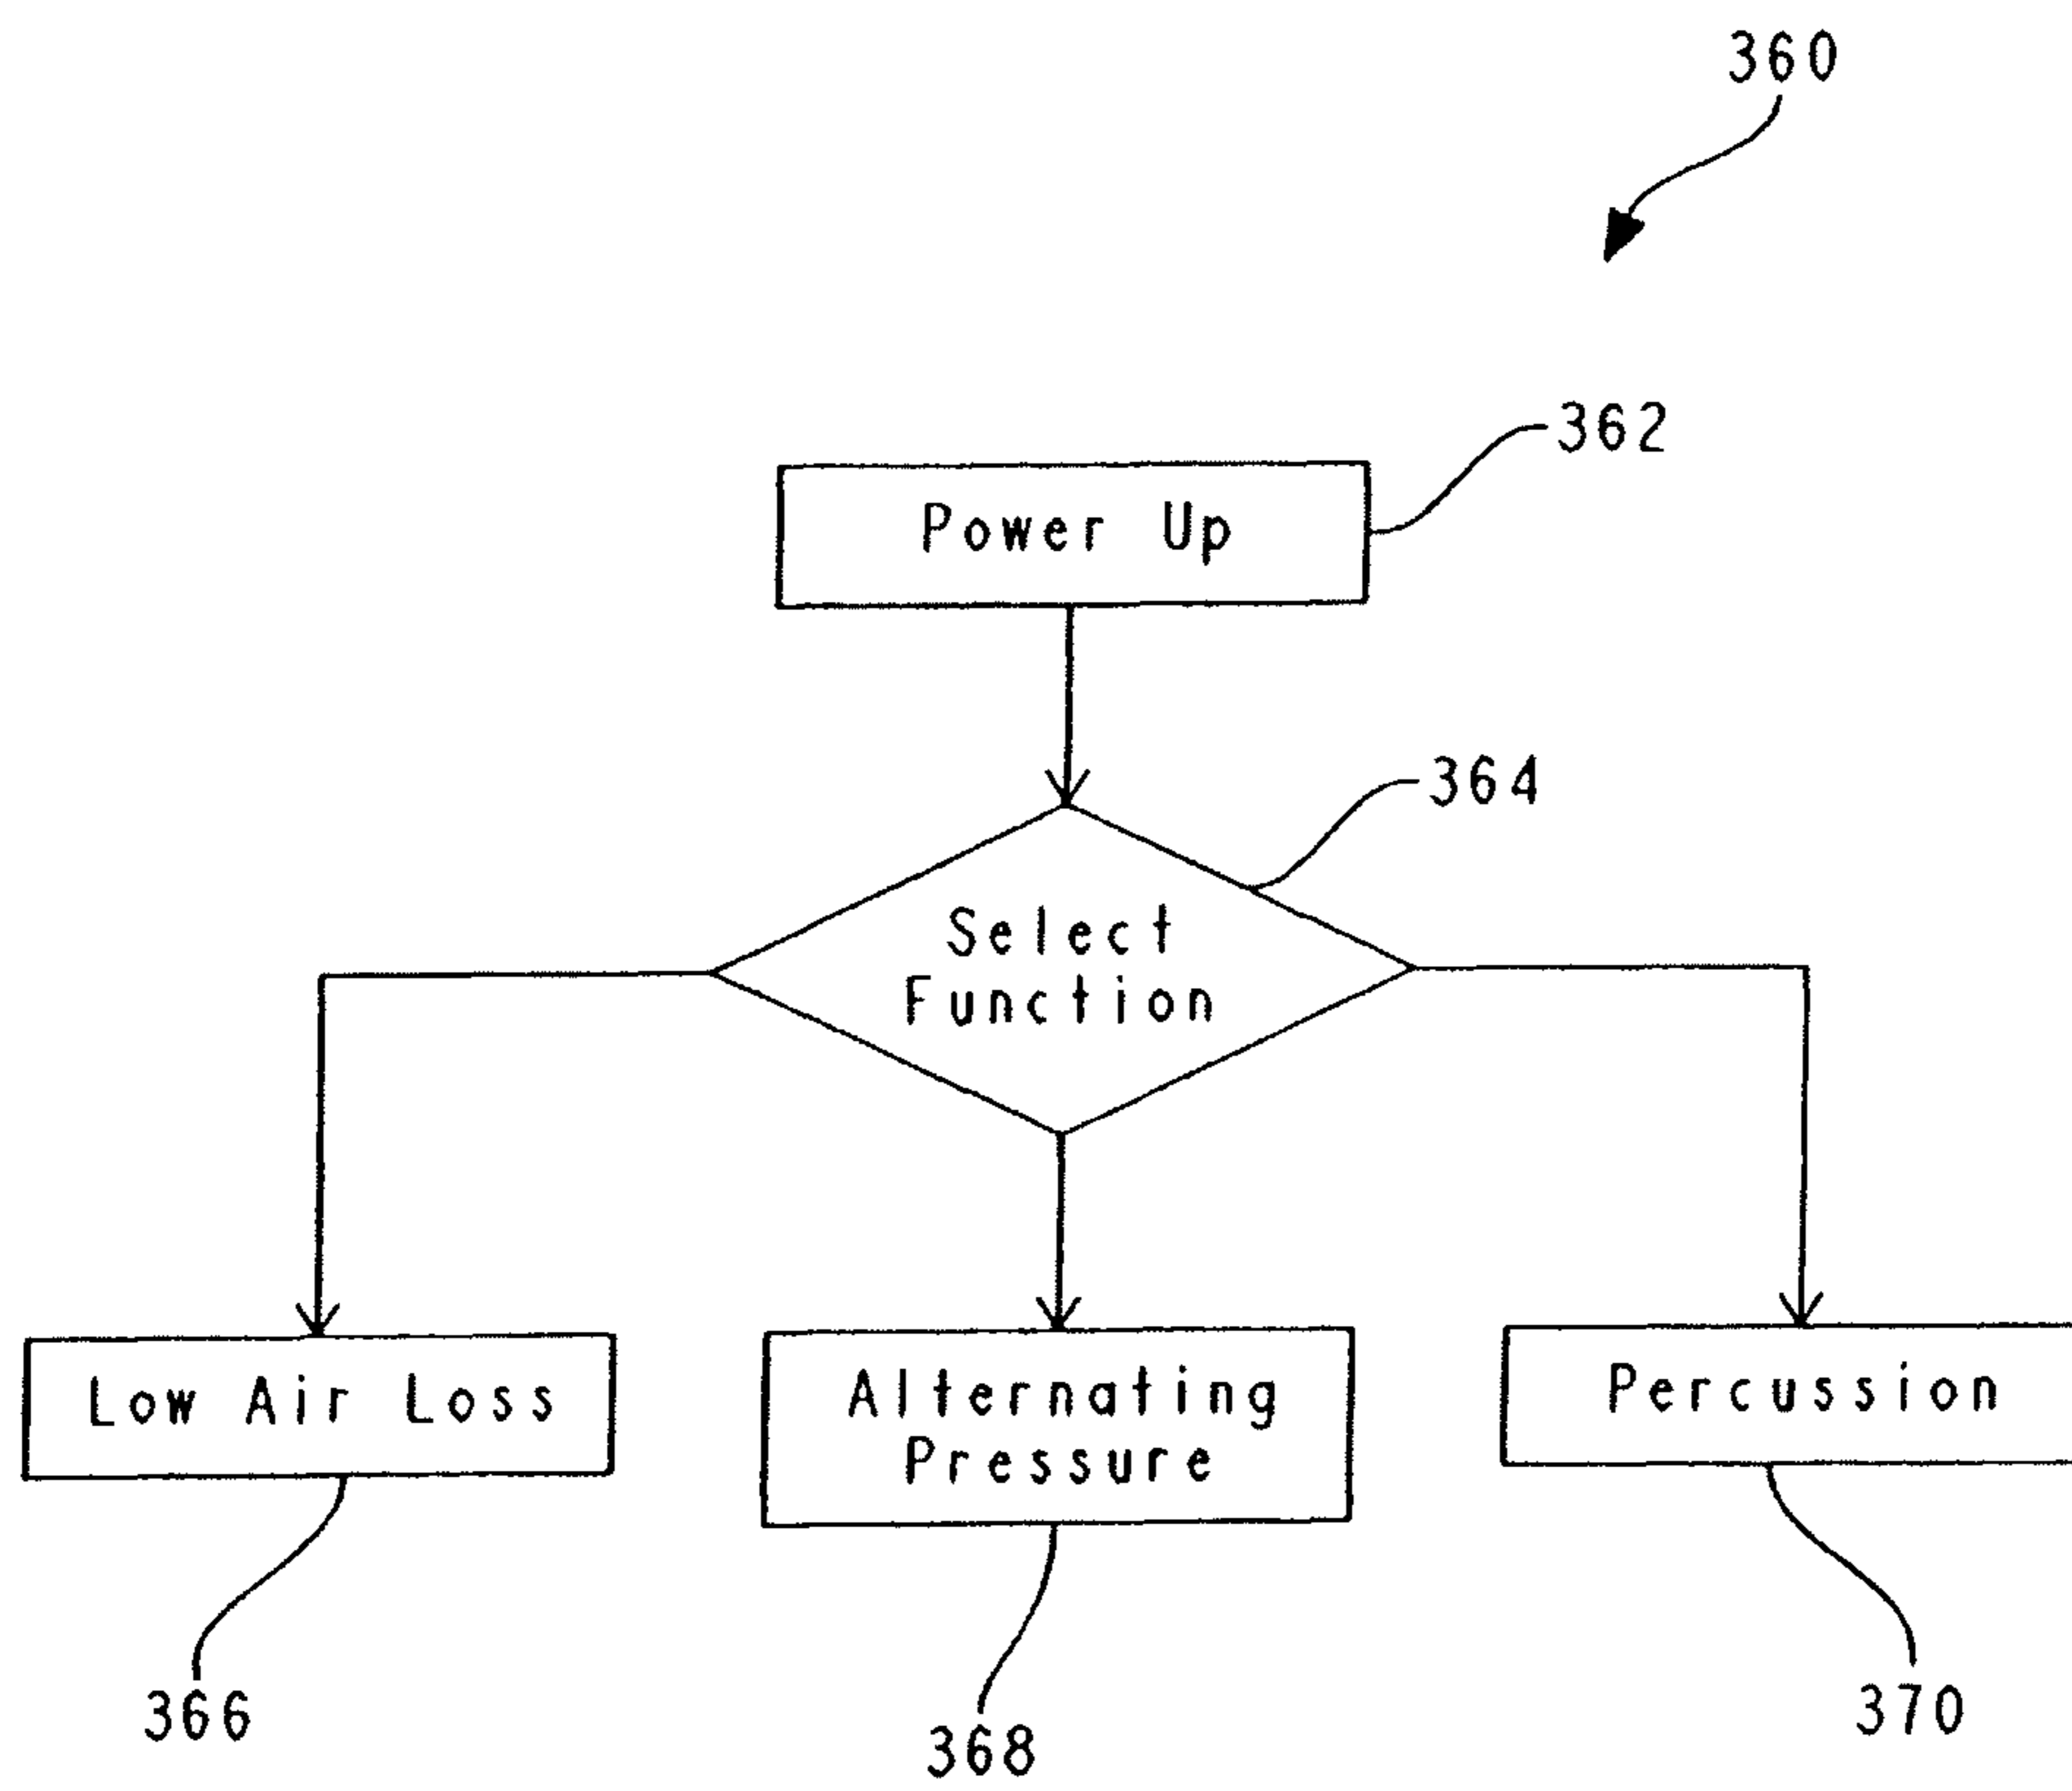 360
362
Power Up
364
Select
Function
Low Air Loss
Alternating
Pressure
Percussion
366
368
370